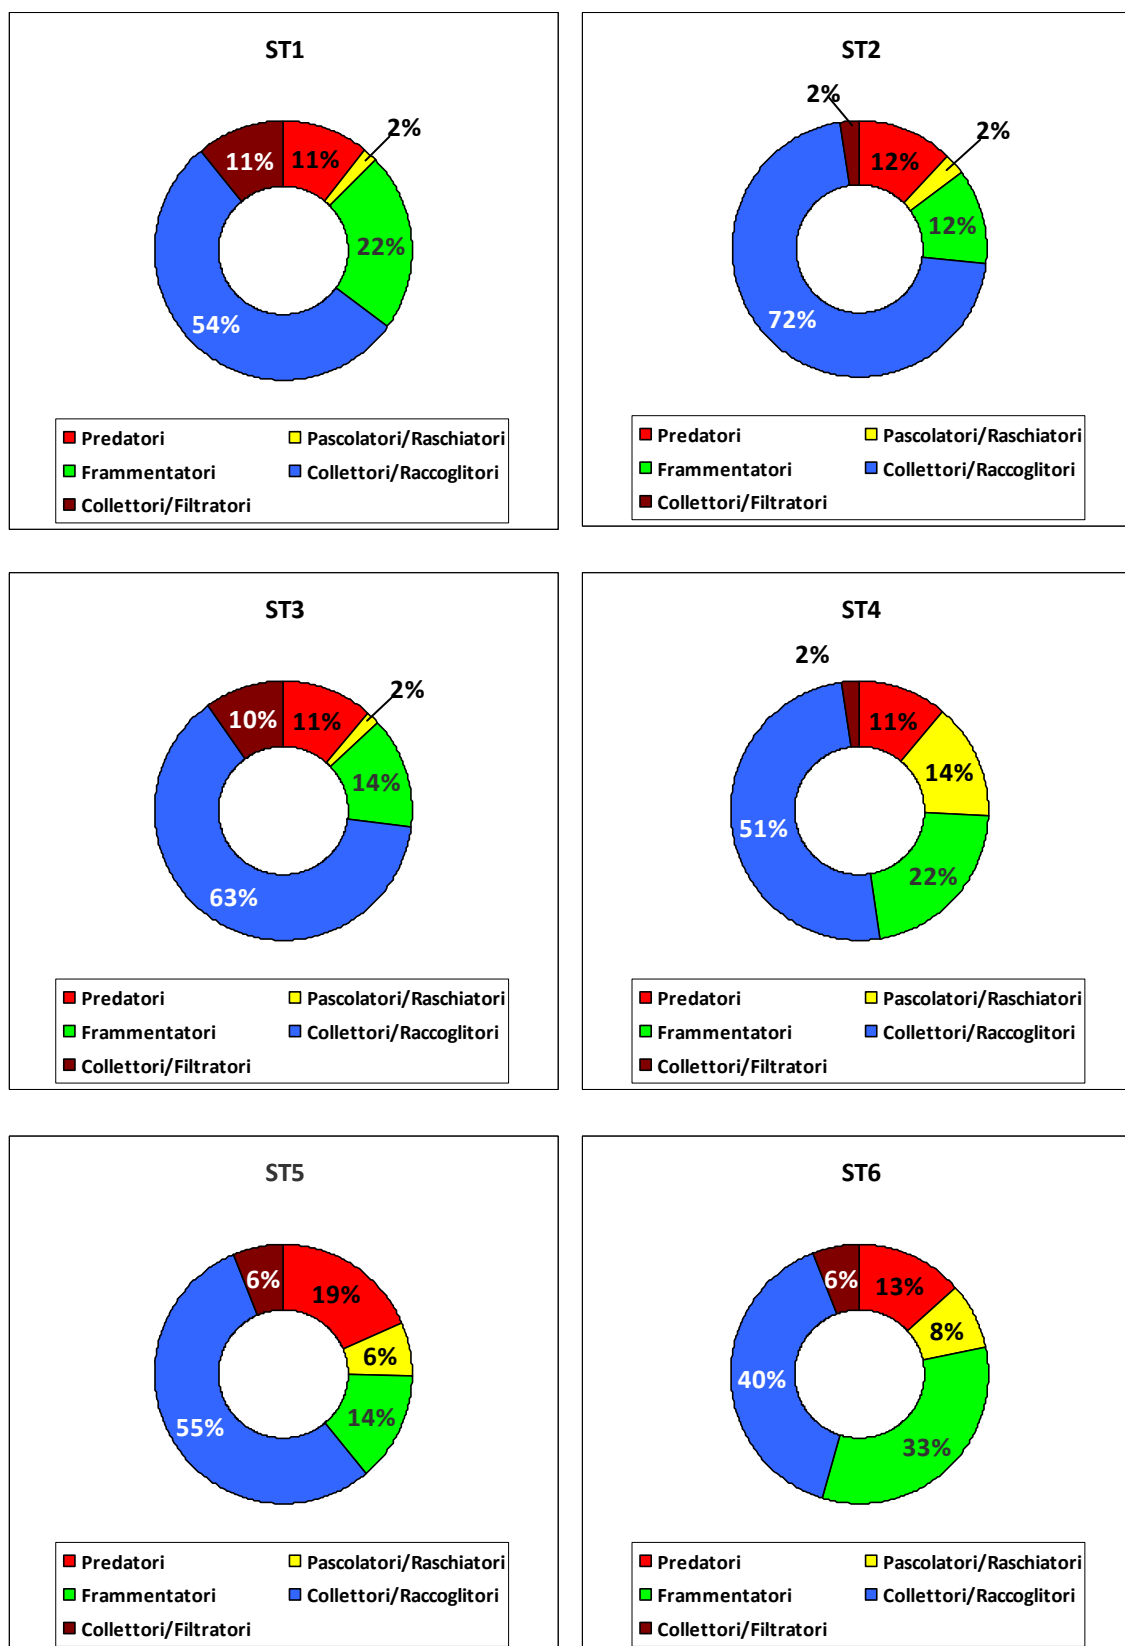 ST1
2%
11%
11%
22%
54%
Predatori
Pascolatori/Raschiatori
Frammentatori
Collettori/Raccoglitori
Collettori/Filtratori
ST2
2%
2%
12%
12%
72%
Predatori
Pascolatori/Raschiatori
Frammentatori
Collettori/Raccoglitori
Collettori/Filtratori
ST3
2%
10%
11%
14%
63%
Predatori
Pascolatori/Raschiatori
Frammentatori
Collettori/Raccoglitori
Collettori/Filtratori
ST4
2%
11%
14%
51%
22%
Predatori
Pascolatori/Raschiatori
Frammentatori
Collettori/Raccoglitori
Collettori/Filtratori
ST5
6%
19%
6%
14%
55%
Predatori
Pascolatori/Raschiatori
Frammentatori
Collettori/Raccoglitori
Collettori/Filtratori
ST6
6%
13%
8%
40%
33%
Predatori
Pascolatori/Raschiatori
Frammentatori
Collettori/Raccoglitori
Collettori/Filtratori